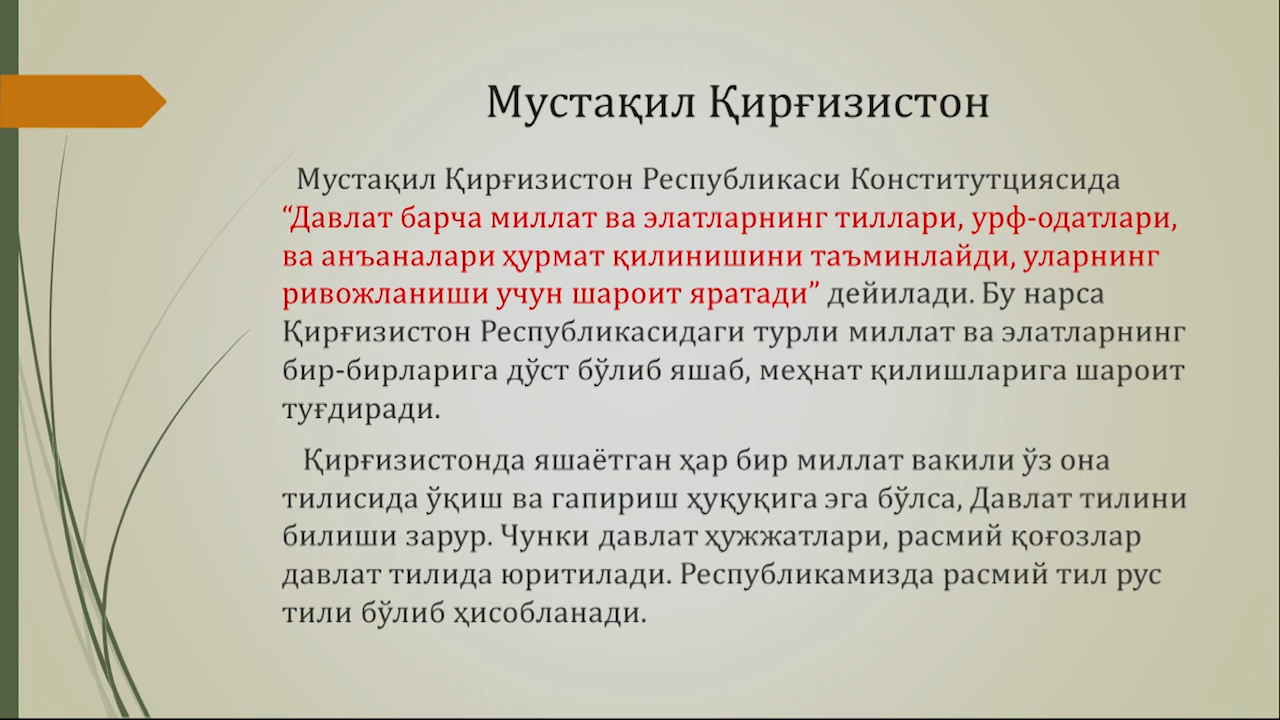 Мустақил Қирғизистон
Мустақил Қирғизистон Республикаси Конститутциясида
“Давлат барча миллат ва элатларнинг тиллари, урф-одатлари,
ва анъаналари ҳурмат қилинишини таъминлайди, уларнинг
ривожланиши учун шароит яратади” дейилади. Бу нарса
Қирғизистон Республикасидаги турли миллат ва элатларнинг
бир-бирларига дўст бўлиб яшаб, меҳнат қилишларига шароит
туғдиради.
Қирғизистонда яшаётган ҳар бир миллат вакили ўз она
тилисида ўқиш ва гапириш ҳуқуқига эга бўлса, Давлат тилини
билиши зарур. Чунки давлат ҳужжатлари, расмий қоғозлар
давлат тилида юритилади. Республикамизда расмий тил рус
тили бўлиб ҳисобланади.